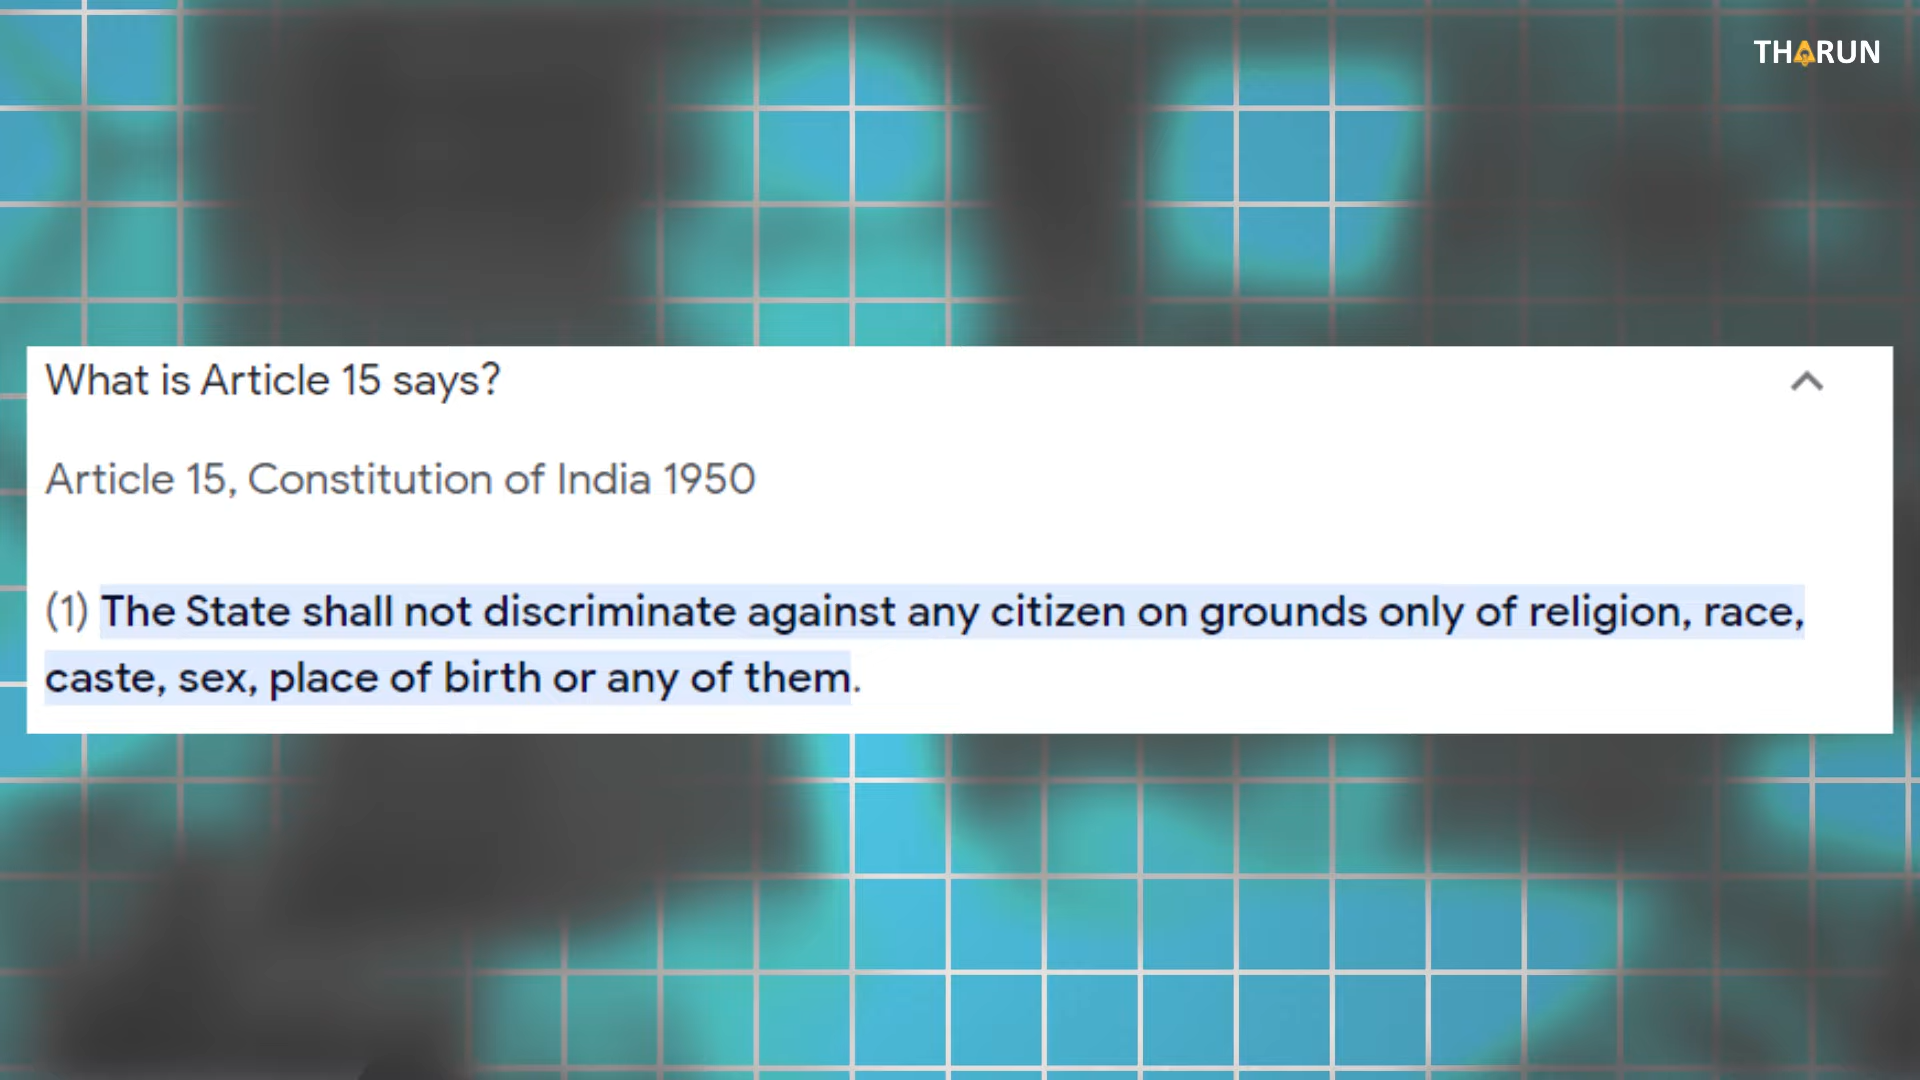 THARUN
What is Article 15 says?
Article 15, Constitution of India 1950
(1) The State shall not discriminate against any citizen on grounds only of religion, race,
caste, sex, place of birth or any of them.